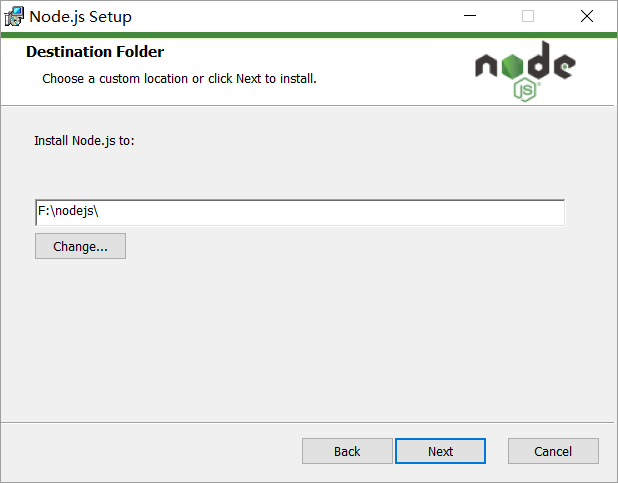 Node.js Setup
Destination Folder
Choose a custom location or click Next to install.
node
JS
Install Node.js to:
F:\nodejs\
Change...
Back
Next
Cancel